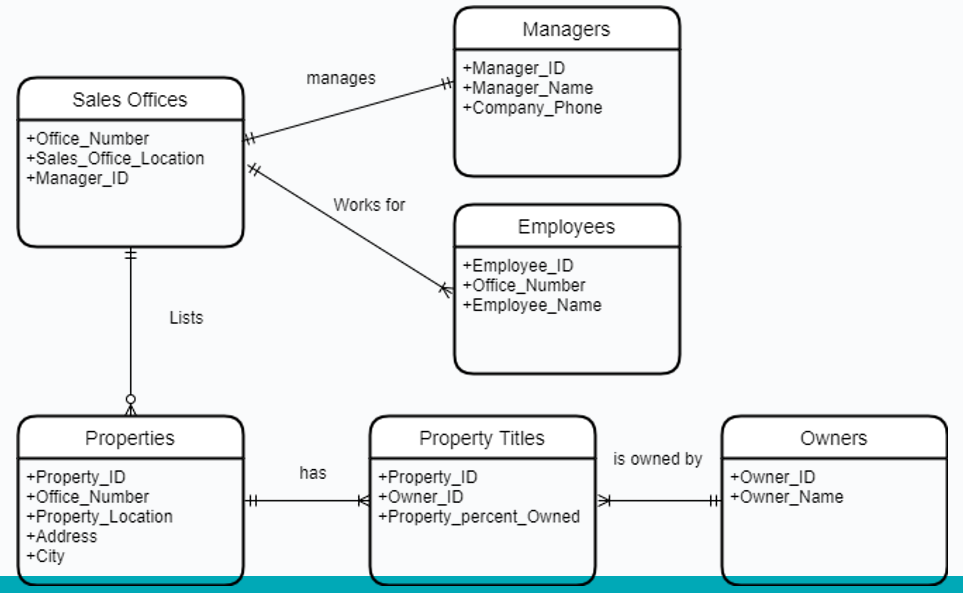 Managers
+Manager_ID
+Manager_Name
+Company_Phone
manages
Sales Offices
+Office_Number
+Sales_Office_Location
+Manager_ID
Works for
Employees
+Employee_ID
+Office_Number
+Employee_Name
Lists
Properties
+Property_ID
+Office_Number
+Property_Location
+Address
+City
has
Property Titles
+Property_ID
+Owner_ID
+Property_percent_Owned
is owned by
Owners
+Owner_ID
+Owner_Name